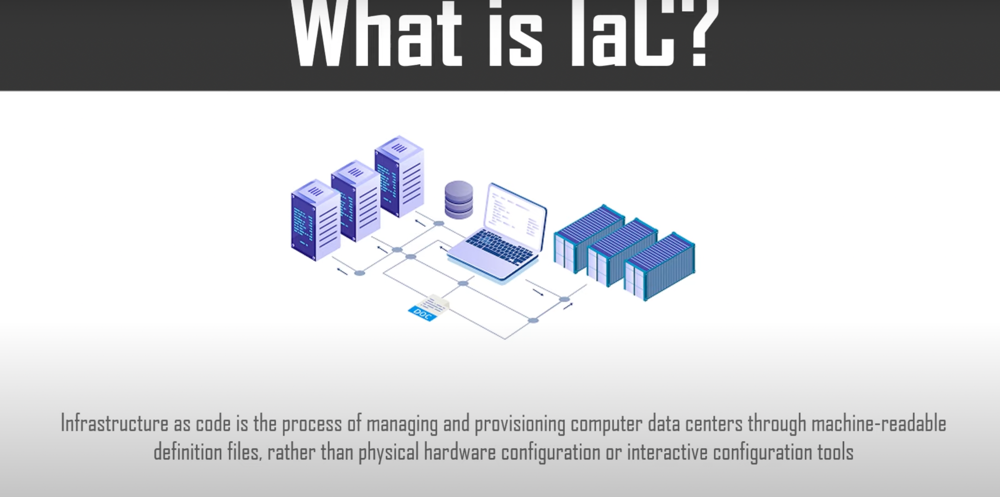 What is IaC?
DOC
Infrastructure as code is the process of managing and provisioning computer data centers through machine-readable
definition files, rather than physical hardware configuration or interactive configuration tools